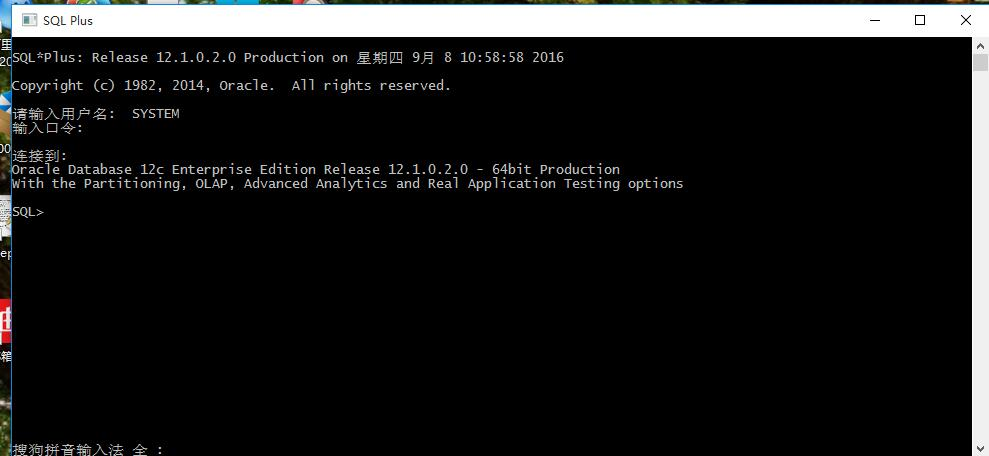 SQL Plus
SQL*Plus: Release 12.1.0.2.0 Production on 星期四 9月 8 10:58:58 2016
Copyright (c) 1982, 2014, Oracle.  All rights reserved.
请输入用户名:  SYSTEM
输入口令:
连接到:
Oracle Database 12c Enterprise Edition Release 12.1.0.2.0 - 64bit Production
With the Partitioning, OLAP, Advanced Analytics and Real Application Testing options
SQL>
搜狗拼音输入法 全 :